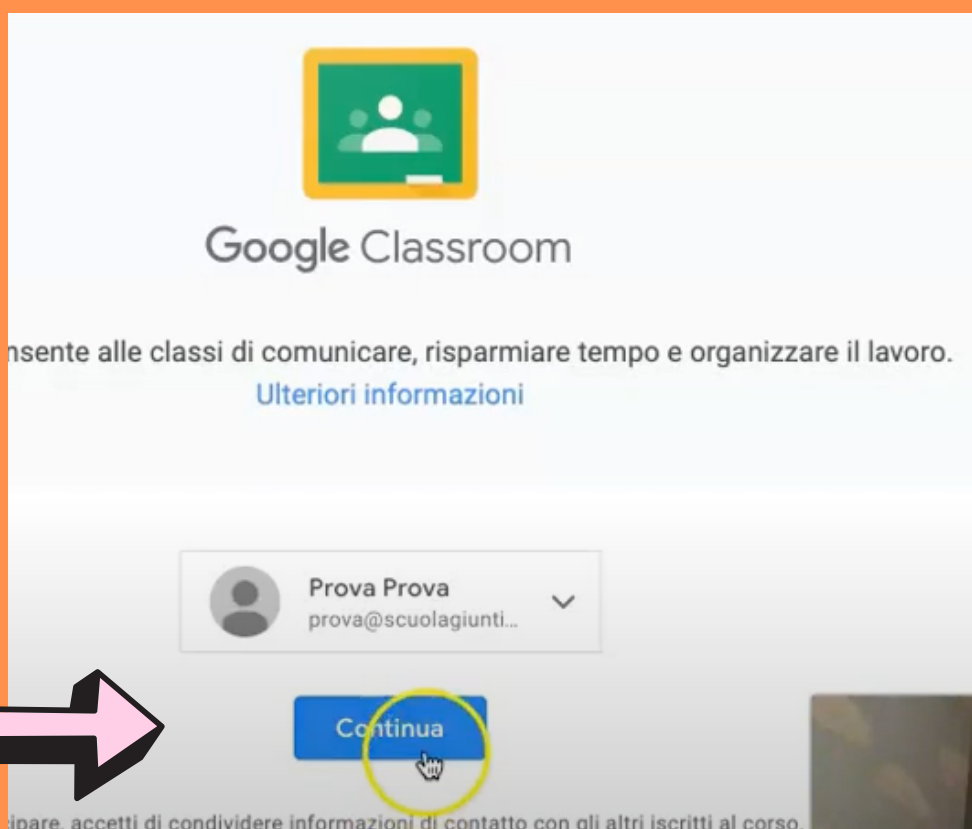 Google Classroom
nsente alle classi di comunicare, risparmiare tempo e organizzare il lavoro.
Ulteriori informazioni
Prova Prova
prova@scuolagiunti...
Continua
cipare, accetti di condividere informazioni di contatto con gli altri iscritti al corso.